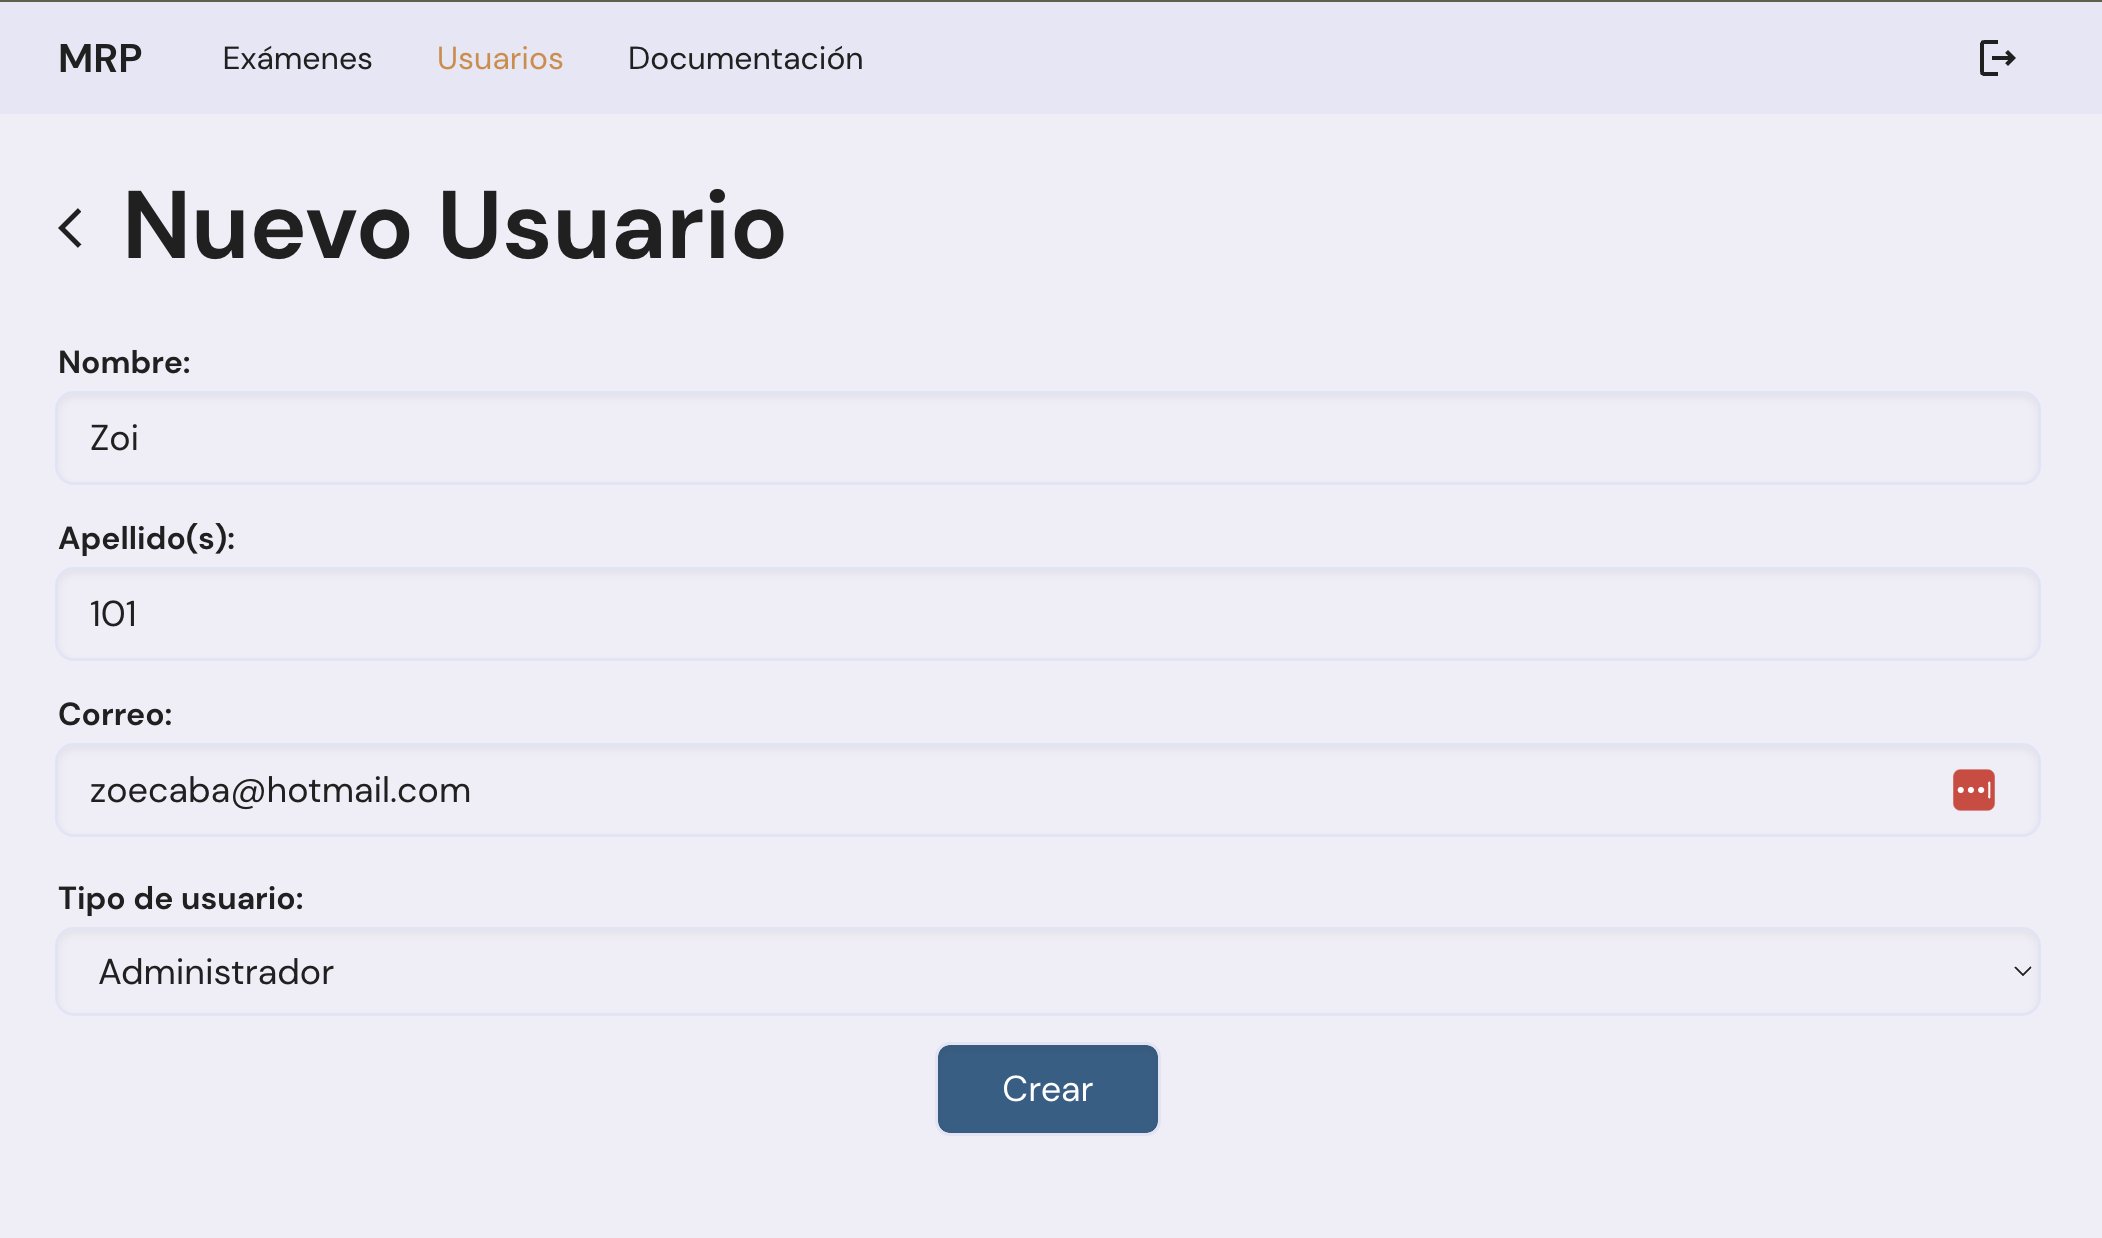 MRP Exámenes Usuarios Documentación
Nuevo Usuario
Nombre:
Zoi
Apellido(s):
101
Correo:
zoecaba@hotmail.com
Tipo de usuario:
Administrador
Crear